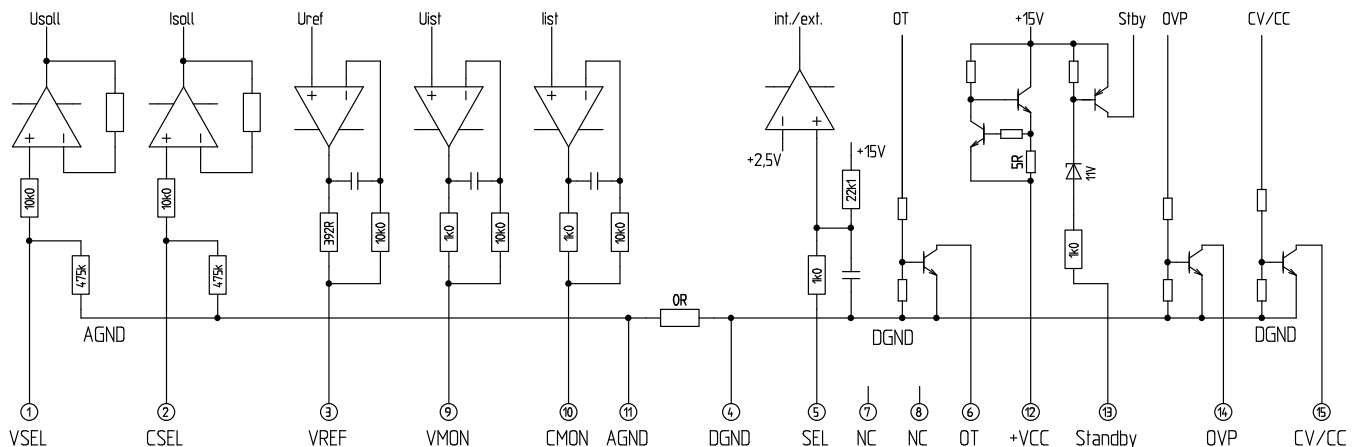 Usoll Isoll Uref Uist Iist int./ext. OT +15V Stby OVP CV/CC
+ - + - + - + - + - - +
+2,5V +15V
10k0 10k0 22k1 5R 11V
392R 10k0 1k0 10k0 1k0 10k0
475k 475k 1k0 1k0
0R
AGND DGND DGND
1 2 3 9 10 11 4 5 7 8 6 12 13 14 15
VSEL CSEL VREF VMON CMON AGND DGND SEL NC NC OT +VCC Standby OVP CV/CC